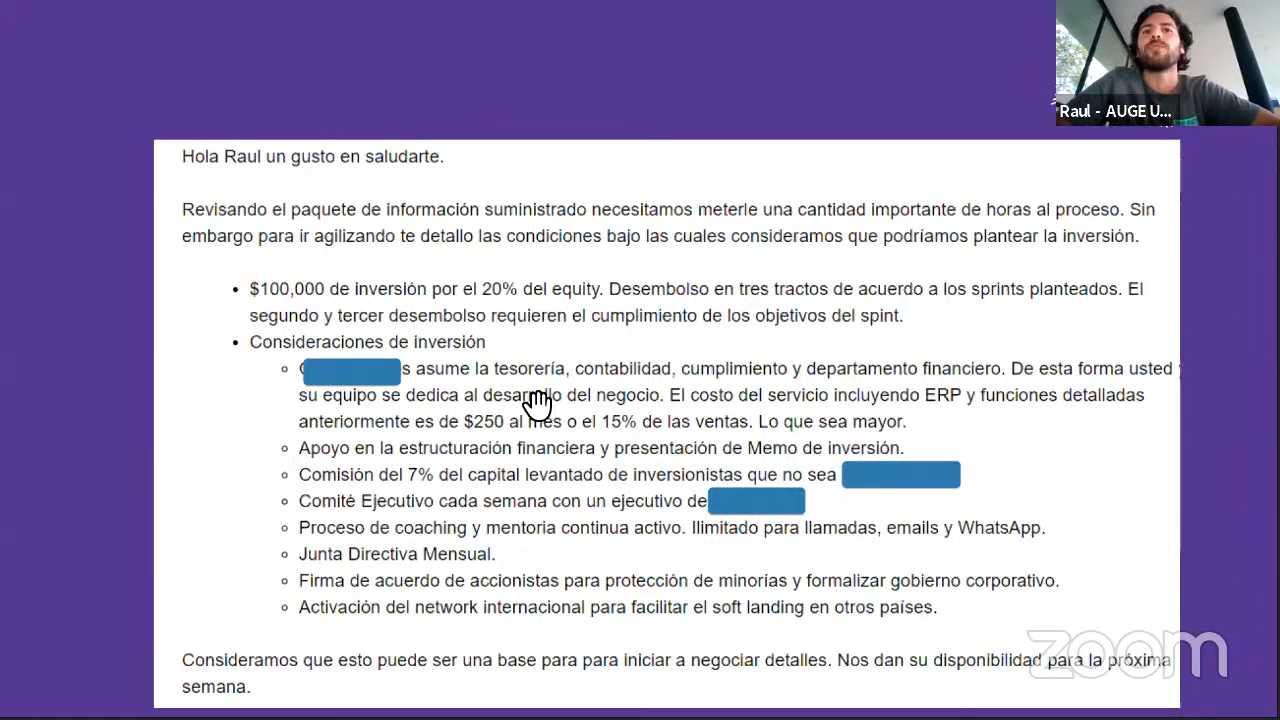 Raul - AUGE U...
Hola Raul un gusto en saludarte.
Revisando el paquete de información suministrado necesitamos meterle una cantidad importante de horas al proceso. Sin
embargo para ir agilizando te detallo las condiciones bajo las cuales consideramos que podríamos plantear la inversión.
• $100,000 de inversión por el 20% del equity. Desembolso en tres tractos de acuerdo a los sprints planteados. El
segundo y tercer desembolso requieren el cumplimiento de los objetivos del spint.
• Consideraciones de inversión
◦ s asume la tesorería, contabilidad, cumplimiento y departamento financiero. De esta forma usted y
su equipo se dedica al desarrollo del negocio. El costo del servicio incluyendo ERP y funciones detalladas
anteriormente es de $250 al mes o el 15% de las ventas. Lo que sea mayor.
◦ Apoyo en la estructuración financiera y presentación de Memo de inversión.
◦ Comisión del 7% del capital levantado de inversionistas que no sea
◦ Comité Ejecutivo cada semana con un ejecutivo de
◦ Proceso de coaching y mentoria continua activo. Ilimitado para llamadas, emails y WhatsApp.
◦ Junta Directiva Mensual.
◦ Firma de acuerdo de accionistas para protección de minorías y formalizar gobierno corporativo.
◦ Activación del network internacional para facilitar el soft landing en otros países.
Consideramos que esto puede ser una base para para iniciar a negociar detalles. Nos dan su disponibilidad para la próxima
semana.
zoom